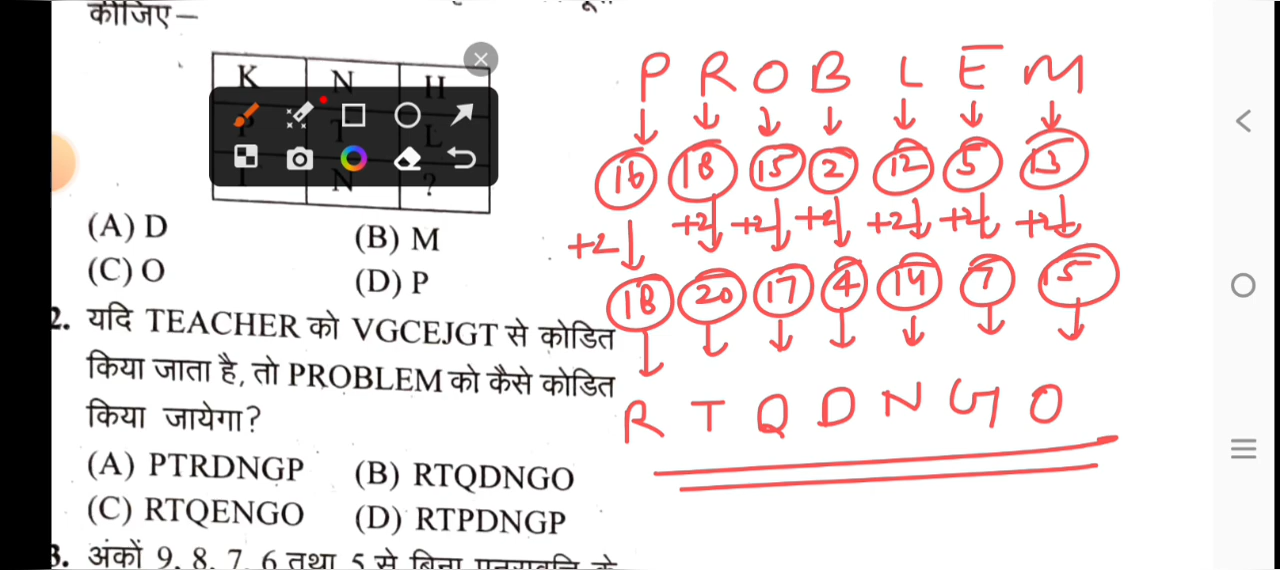 कीजिए–
K N H
T L
N ?
(A) D (B) M
(C) O (D) P
2. यदि TEACHER को VGCEJGT से कोडित
किया जाता है, तो PROBLEM को कैसे कोडित
किया जायेगा?
(A) PTRDNGP (B) RTQDNGO
(C) RTQENGO (D) RTPDNGP
3. अंकों 9, 8, 7, 6 तथा 5 से बिना
P R O B L E M
16 18 15 2 12 5 13
+2 +2 +2 +2 +2 +2 +2
18 20 17 4 14 7 15
R T Q D N G O